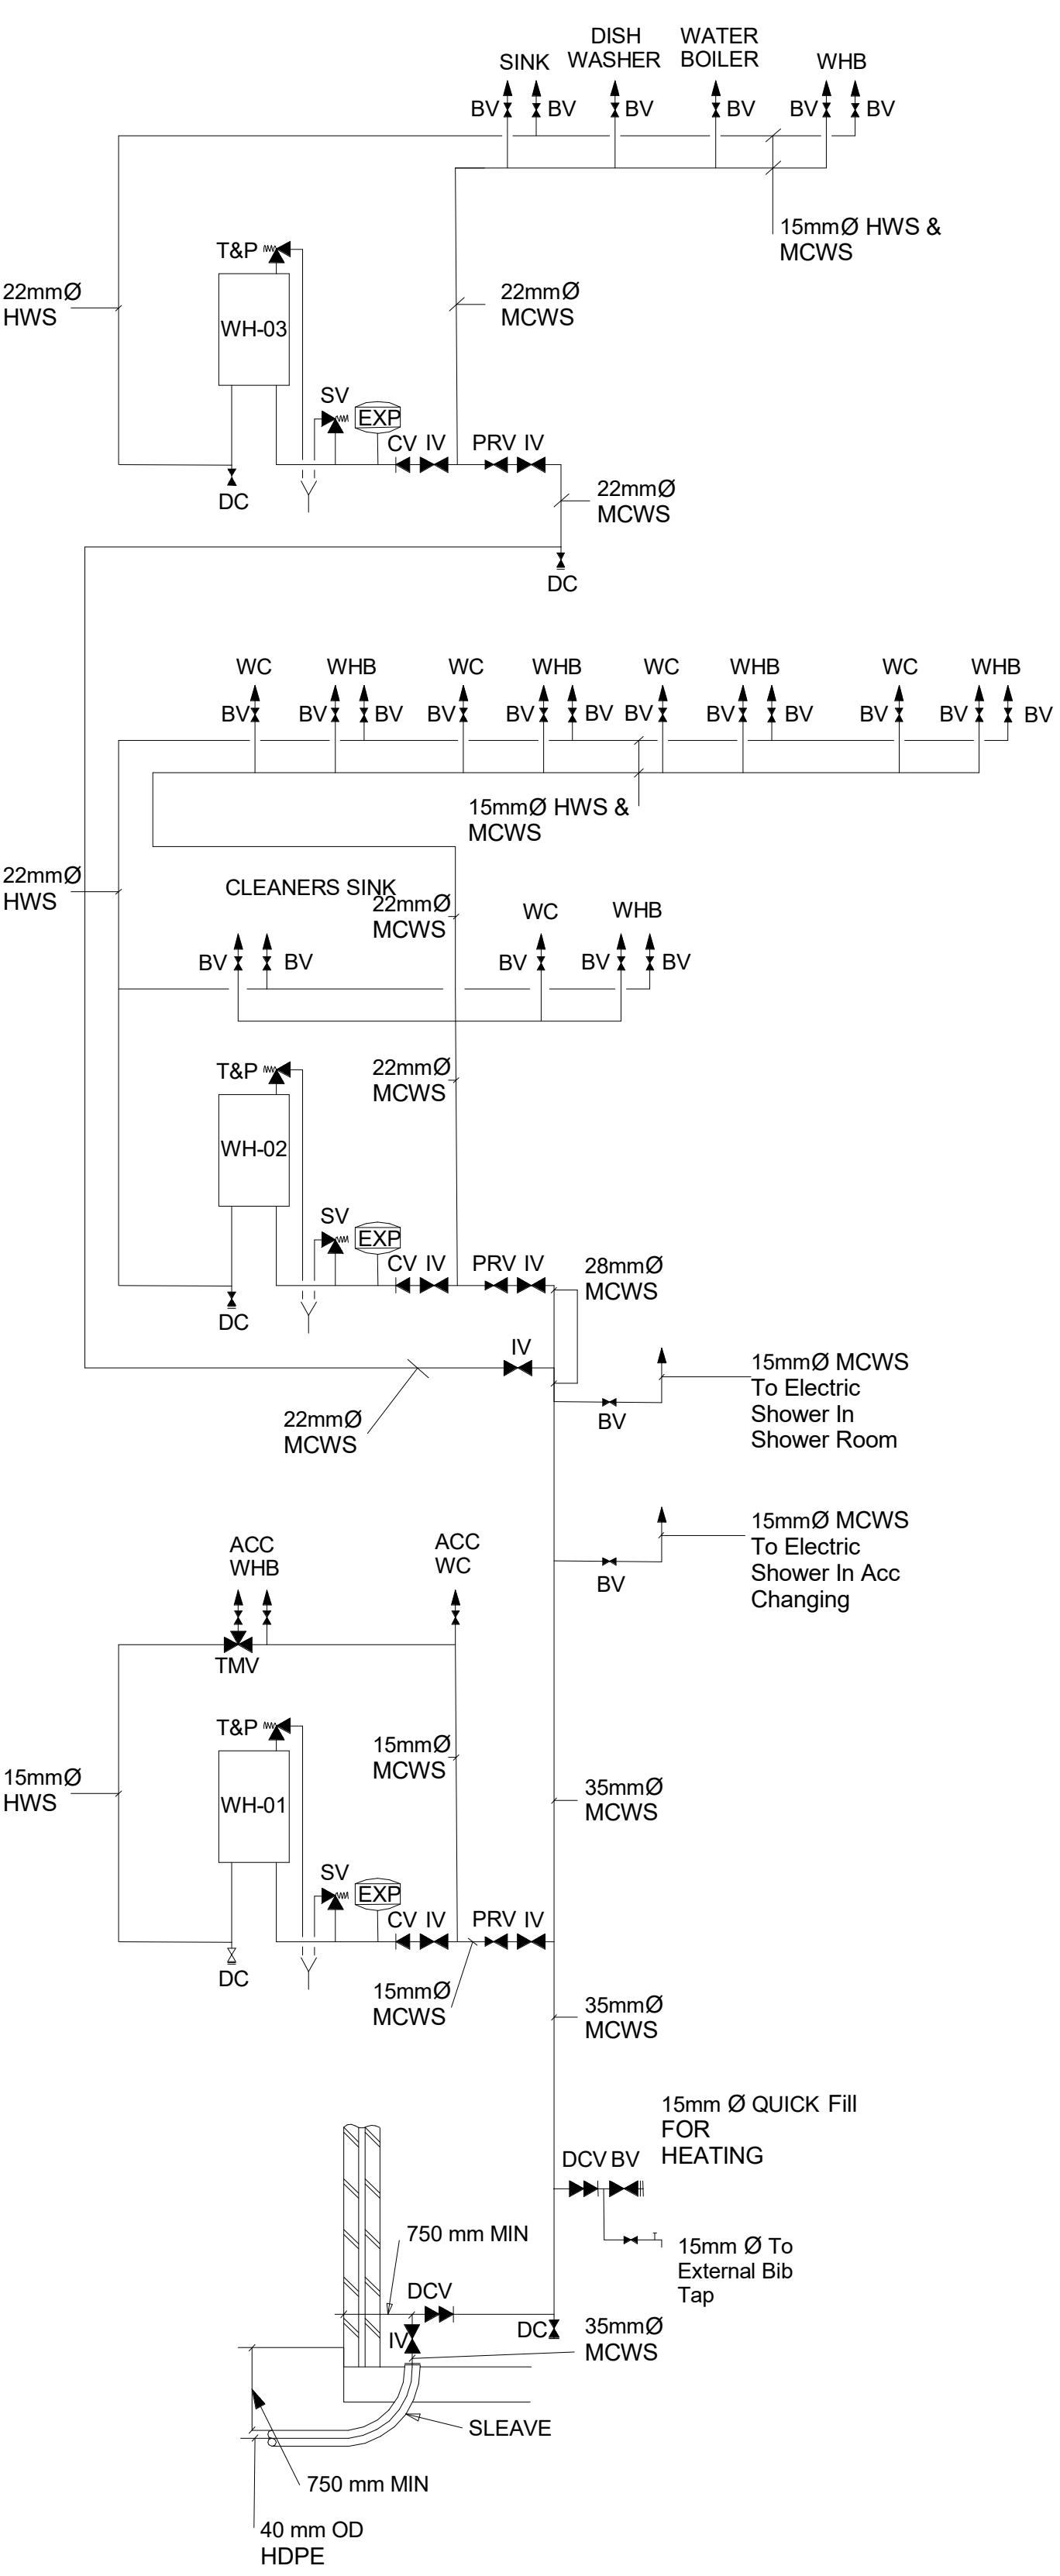 DISH
WASHER
WATER
BOILER
SINK
WHB
BV
BV
BV
BV
BV
BV
15mmØ HWS &
MCWS
T&P
22mmØ
HWS
WH-03
22mmØ
MCWS
SV
EXP
CV IV
PRV IV
DC
22mmØ
MCWS
DC
WC
WHB
WC
WHB
WC
WHB
WC
WHB
BV
BV
BV
BV
BV
BV
BV
BV
BV
BV
BV
BV
15mmØ HWS &
MCWS
22mmØ
HWS
CLEANERS SINK
22mmØ
MCWS
WC
WHB
BV
BV
BV
BV
BV
T&P
22mmØ
MCWS
WH-02
SV
EXP
CV IV
PRV IV
28mmØ
MCWS
DC
IV
22mmØ
MCWS
BV
15mmØ MCWS
To Electric
Shower In
Shower Room
ACC
WHB
ACC
WC
BV
15mmØ MCWS
To Electric
Shower In Acc
Changing
TMV
T&P
15mmØ
MCWS
15mmØ
HWS
WH-01
35mmØ
MCWS
SV
EXP
CV IV
PRV IV
DC
15mmØ
MCWS
35mmØ
MCWS
15mm Ø QUICK Fill
FOR
HEATING
DCV BV
750 mm MIN
15mm Ø To
External Bib
Tap
DCV
IV
DC
35mmØ
MCWS
SLEAVE
750 mm MIN
40 mm OD
HDPE